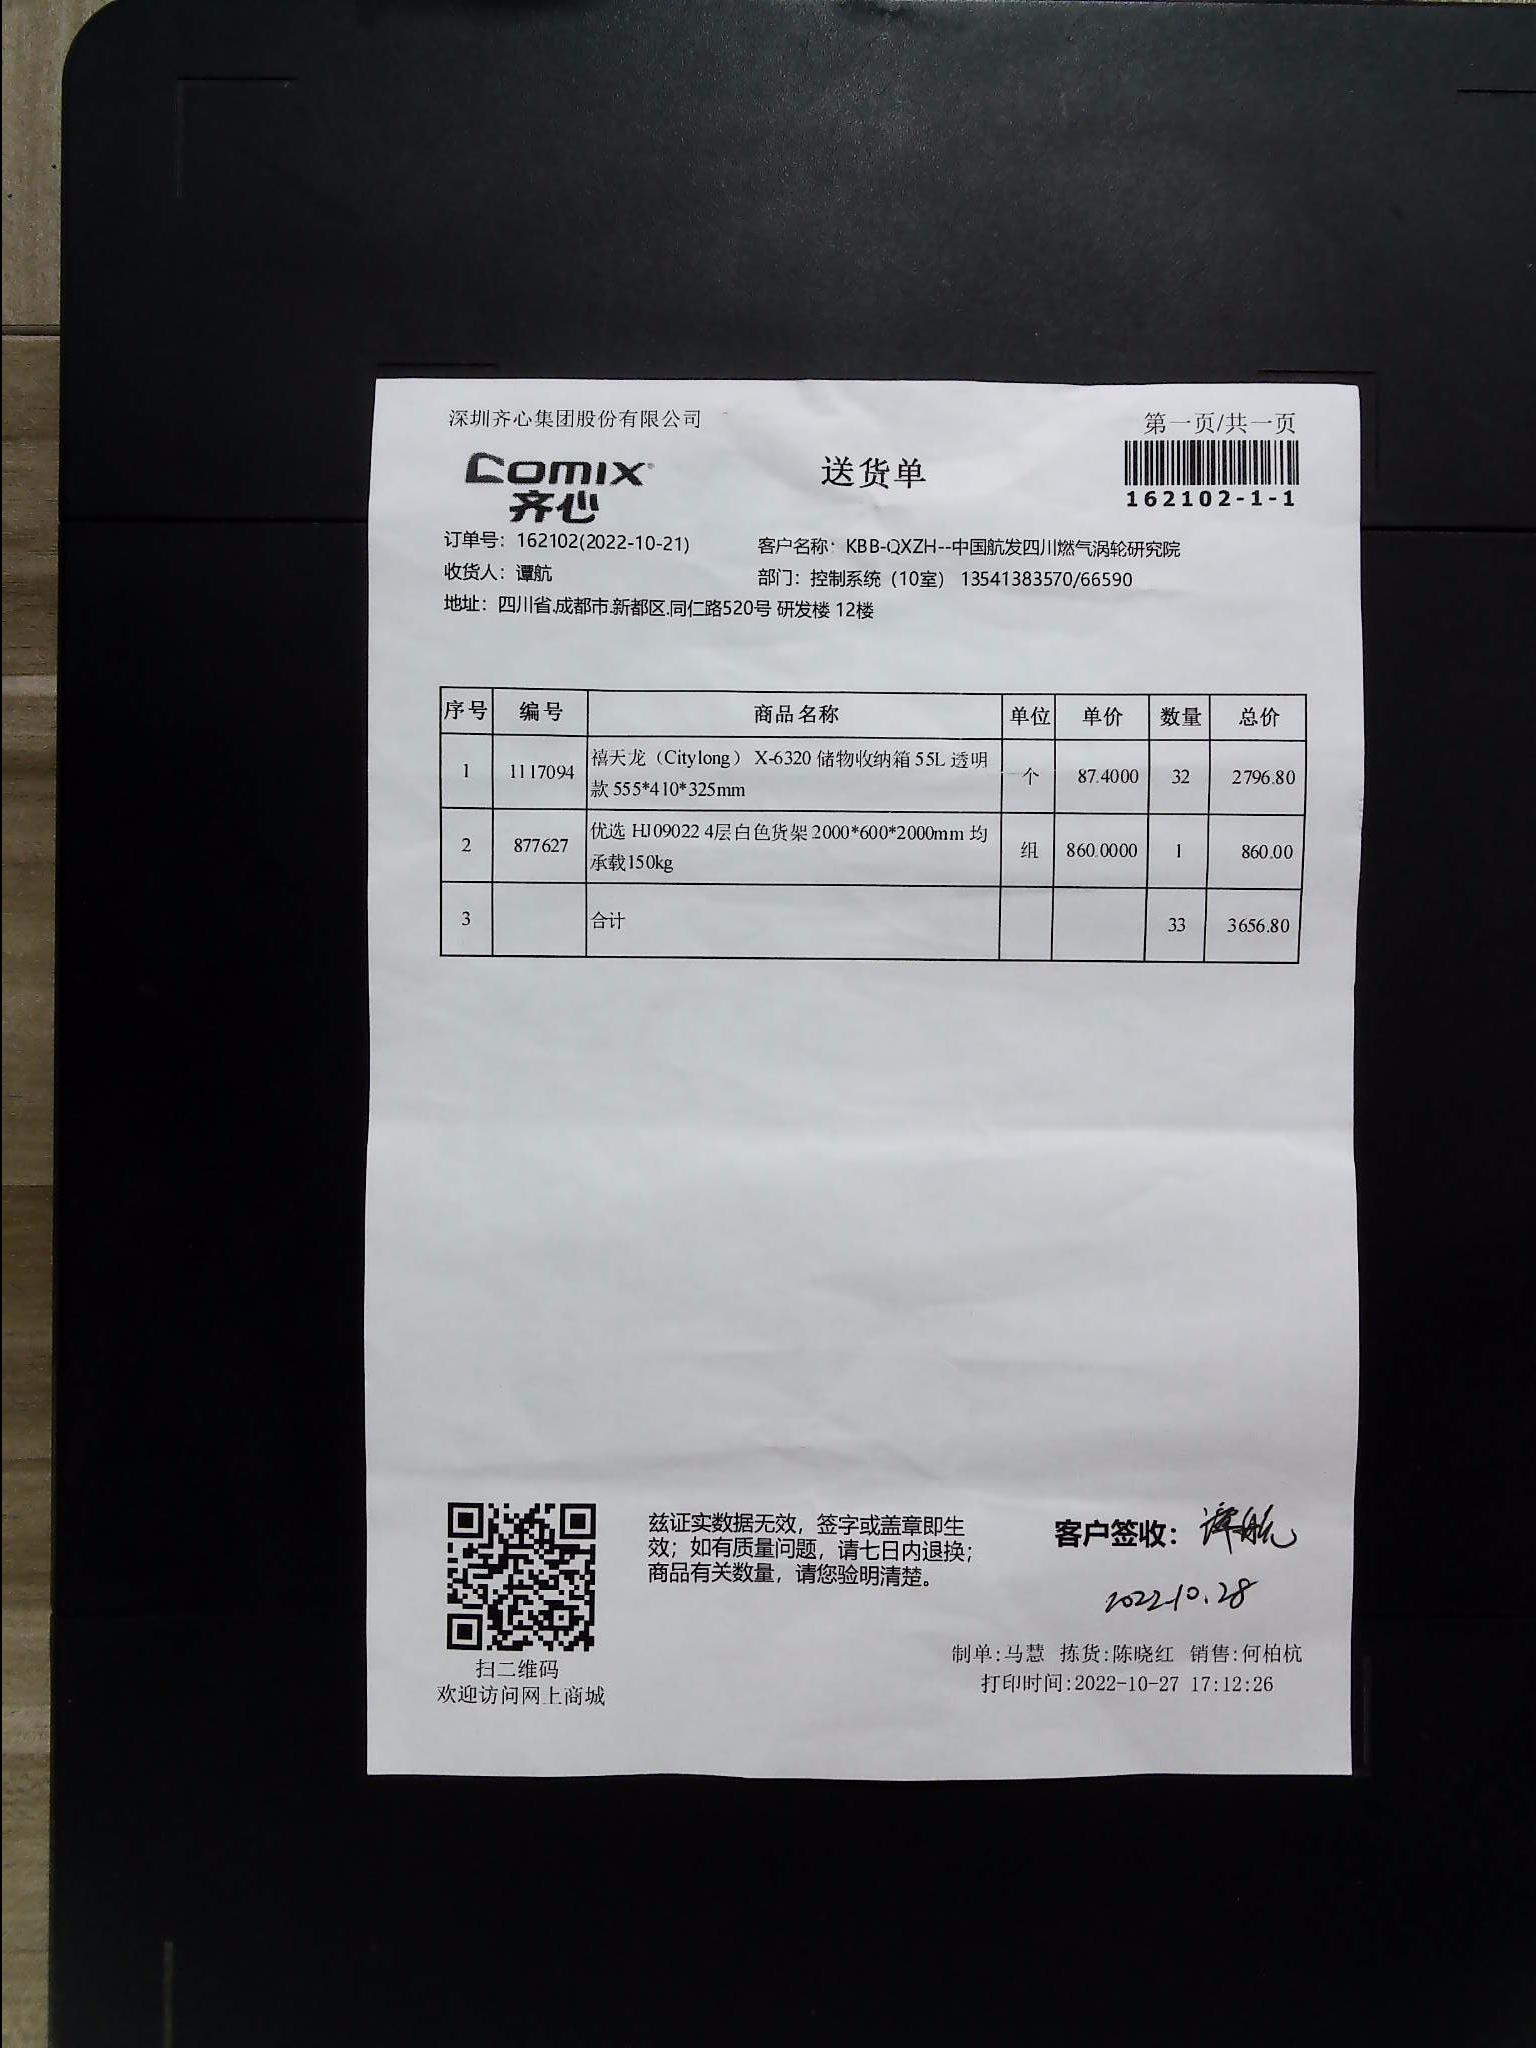 深圳齐心集团股份有限公司
第一页/共一页
comix
齐心
送货单
162102-1-1
订单号：162102(2022-10-21)
客户名称：KBB-QXZH--中国航发四川燃气涡轮研究院
收货人：谭航
部门：控制系统（10室） 13541383570/66590
地址：四川省.成都市.新都区.同仁路520号 研发楼 12楼
序号 编号 商品名称 单位 单价 数量 总价
1 1117094 禧天龙（Citylong） X-6320 储物收纳箱 55L 透明 个 87.4000 32 2796.80
款 555*410*325mm
2 877627 优选 HJ09022 4层白色货架 2000*600*2000mm 均 组 860.0000 1 860.00
承载150kg
3 合计 33 3656.80
兹证实数据无效，签字或盖章即生
效；如有质量问题，请七日内退换；
商品有关数量，请您验明清楚。
客户签收：谭航
2022.10.28
扫二维码
欢迎访问网上商城
制单:马慧 拣货:陈晓红 销售:何柏杭
打印时间:2022-10-27 17:12:26